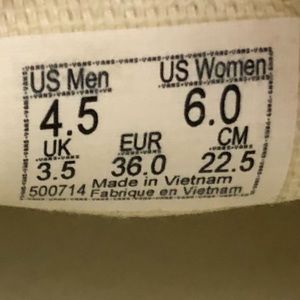 US Men US Women
4.5 6.0
UK EUR CM
3.5 36.0 22.5
500714 Made in Vietnam
Fabrique en Vietnam